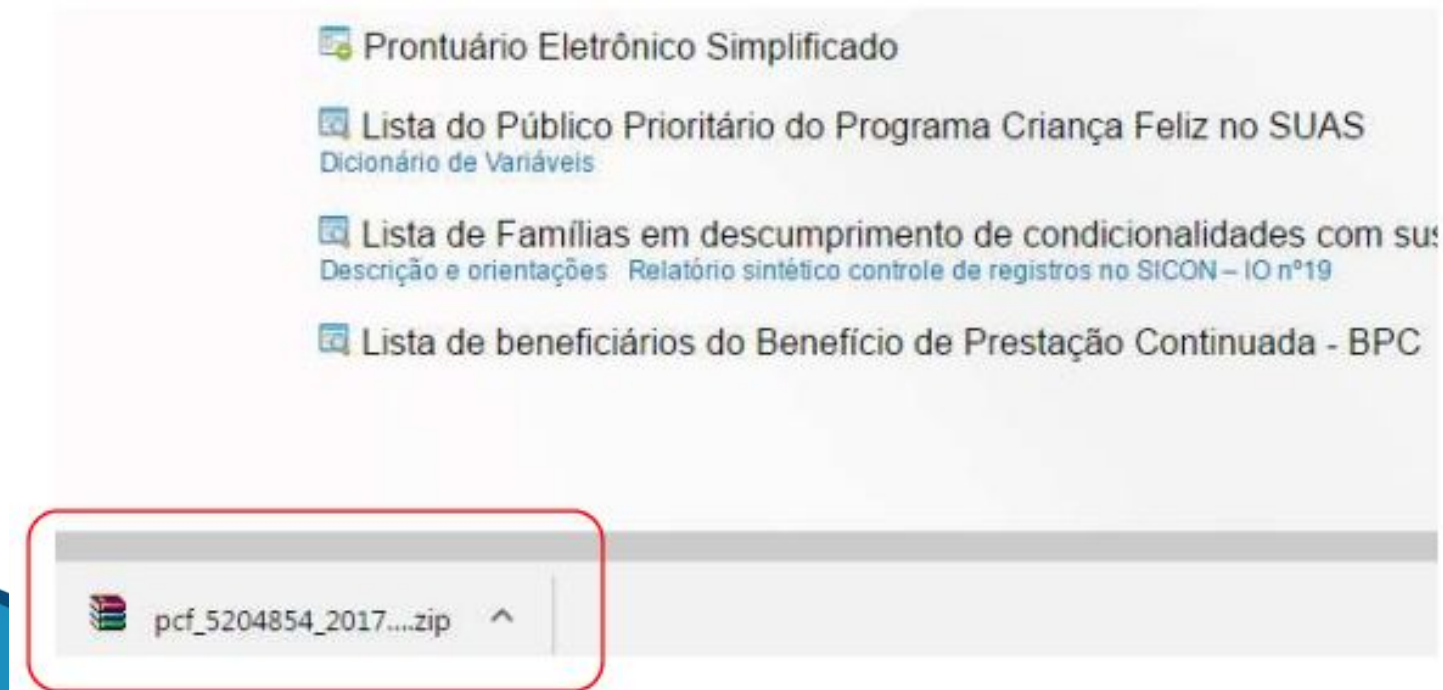 Prontuário Eletrônico Simplificado
Lista do Público Prioritário do Programa Criança Feliz no SUAS
Dicionário de Variáveis
Lista de Famílias em descumprimento de condicionalidades com sus
Descrição e orientações Relatório sintético controle de registros no SICON – IO nº19
Lista de beneficiários do Benefício de Prestação Continuada - BPC
pcf_5204854_2017....zip